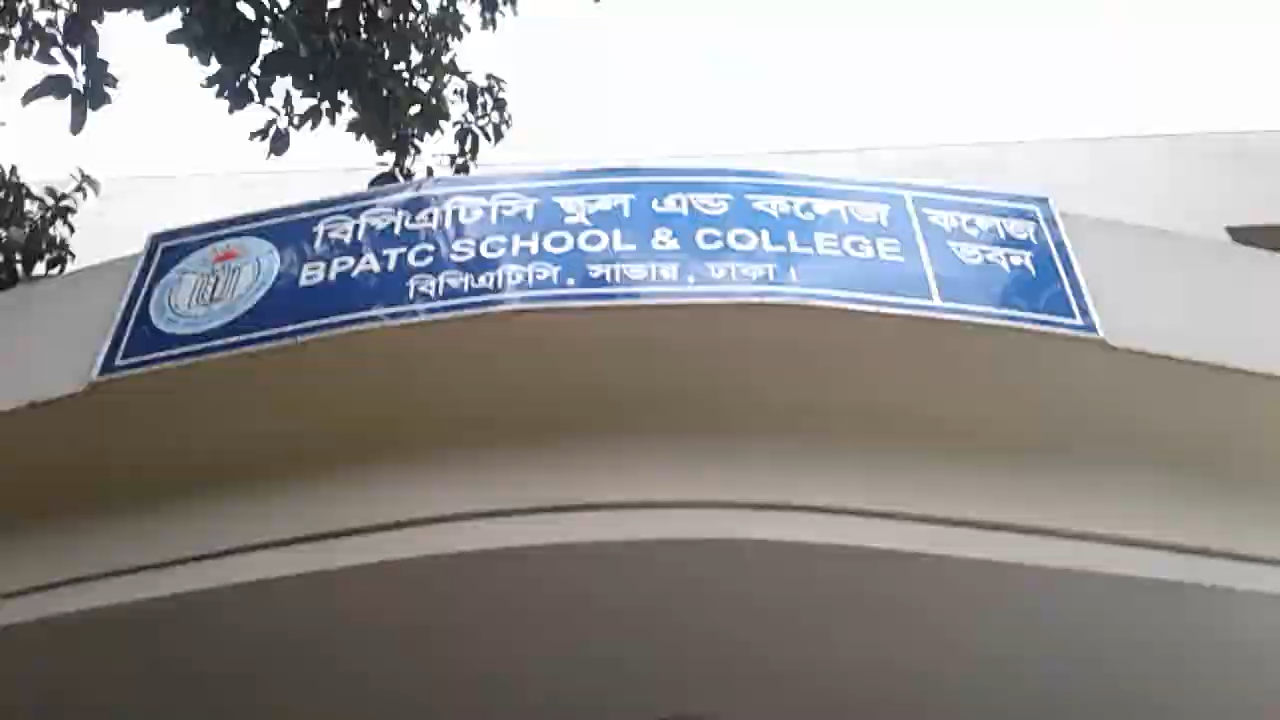 বিপিএটিসি স্কুল এন্ড কলেজ
BPATC SCHOOL & COLLEGE
বিপিএটিসি, সাভার, ঢাকা।
কলেজ
ভবন